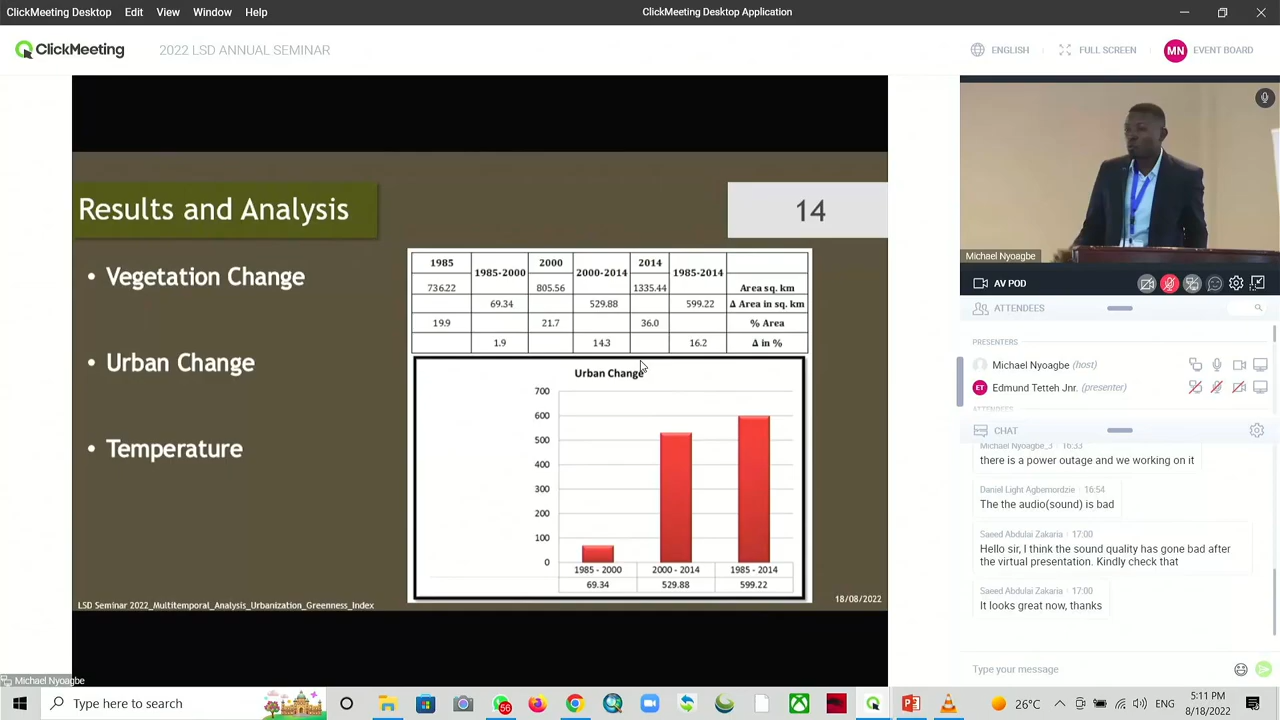 ClickMeeting Desktop Edit View Window Help
ClickMeeting Desktop Application
ClickMeeting
2022 LSD ANNUAL SEMINAR
ENGLISH
FULL SCREEN
MN
EVENT BOARD
Results and Analysis
14
• Vegetation Change
• Urban Change
• Temperature
1985 2000 2014
1985-2000 2000-2014 1985-2014
736.22 805.56 1335.44 Area sq. km
69.34 529.88 599.22 Δ Area in sq. km
19.9 21.7 36.0 % Area
1.9 14.3 16.2 Δ in %
Urban Change
700
600
500
400
300
200
100
0
1985 - 2000 2000 - 2014 1985 - 2014
69.34 529.88 599.22
LSD Seminar 2022_Multitemporal_Analysis_Urbanization_Greenness_Index
18/08/2022
Michael Nyoagbe
Michael Nyoagbe
AV POD
ATTENDEES
PRESENTERS
Michael Nyoagbe (host)
ET
Edmund Tetteh Jnr. (presenter)
ATTENDEES
CHAT
Michael Nyoagbe_3 16:33
there is a power outage and we working on it
Daniel Light Agbemordzie 16:54
The the audio(sound) is bad
Saeed Abdulai Zakaria 17:00
Hello sir, I think the sound quality has gone bad after
the virtual presentation. Kindly check that
Saeed Abdulai Zakaria 17:00
It looks great now, thanks
Type your message
Type here to search
56
26°C
ENG
5:11 PM
8/18/2022